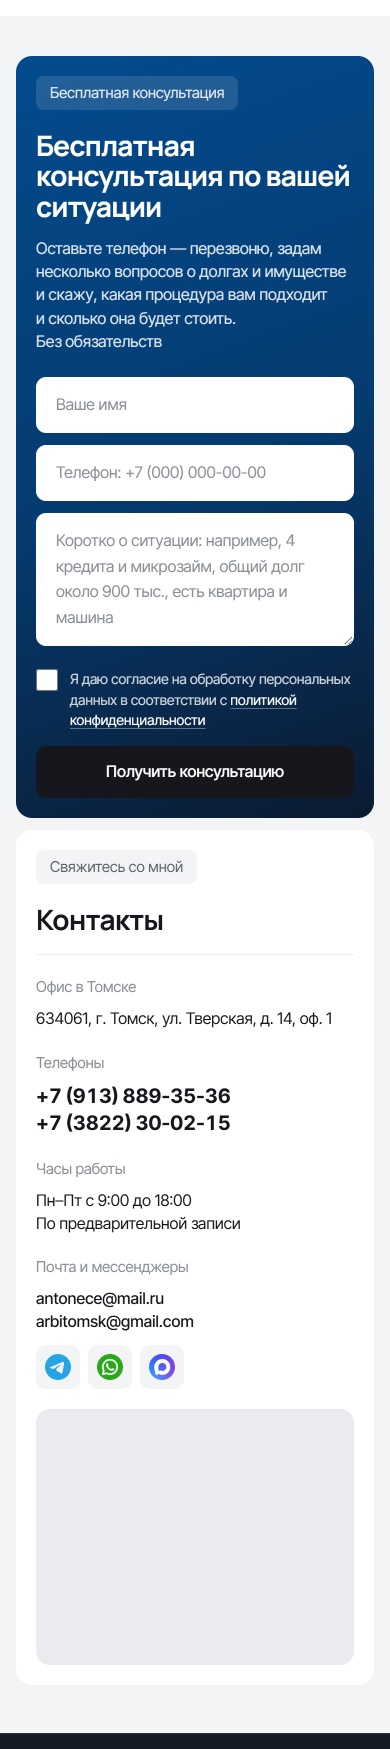 Бесплатная консультация
Бесплатная
консультация по вашей
ситуации
Оставьте телефон — перезвоню, задам
несколько вопросов о долгах и имуществе
и скажу, какая процедура вам подходит
и сколько она будет стоить.
Без обязательств
Ваше имя
Телефон: +7 (000) 000-00-00
Коротко о ситуации: например, 4
кредита и микрозайм, общий долг
около 900 тыс., есть квартира и
машина
Я даю согласие на обработку персональных
данных в соответствии с политикой
конфиденциальности
Получить консультацию
Свяжитесь со мной
Контакты
Офис в Томске
634061, г. Томск, ул. Тверская, д. 14, оф. 1
Телефоны
+7 (913) 889-35-36
+7 (3822) 30-02-15
Часы работы
Пн–Пт с 9:00 до 18:00
По предварительной записи
Почта и мессенджеры
antonece@mail.ru
arbitomsk@gmail.com